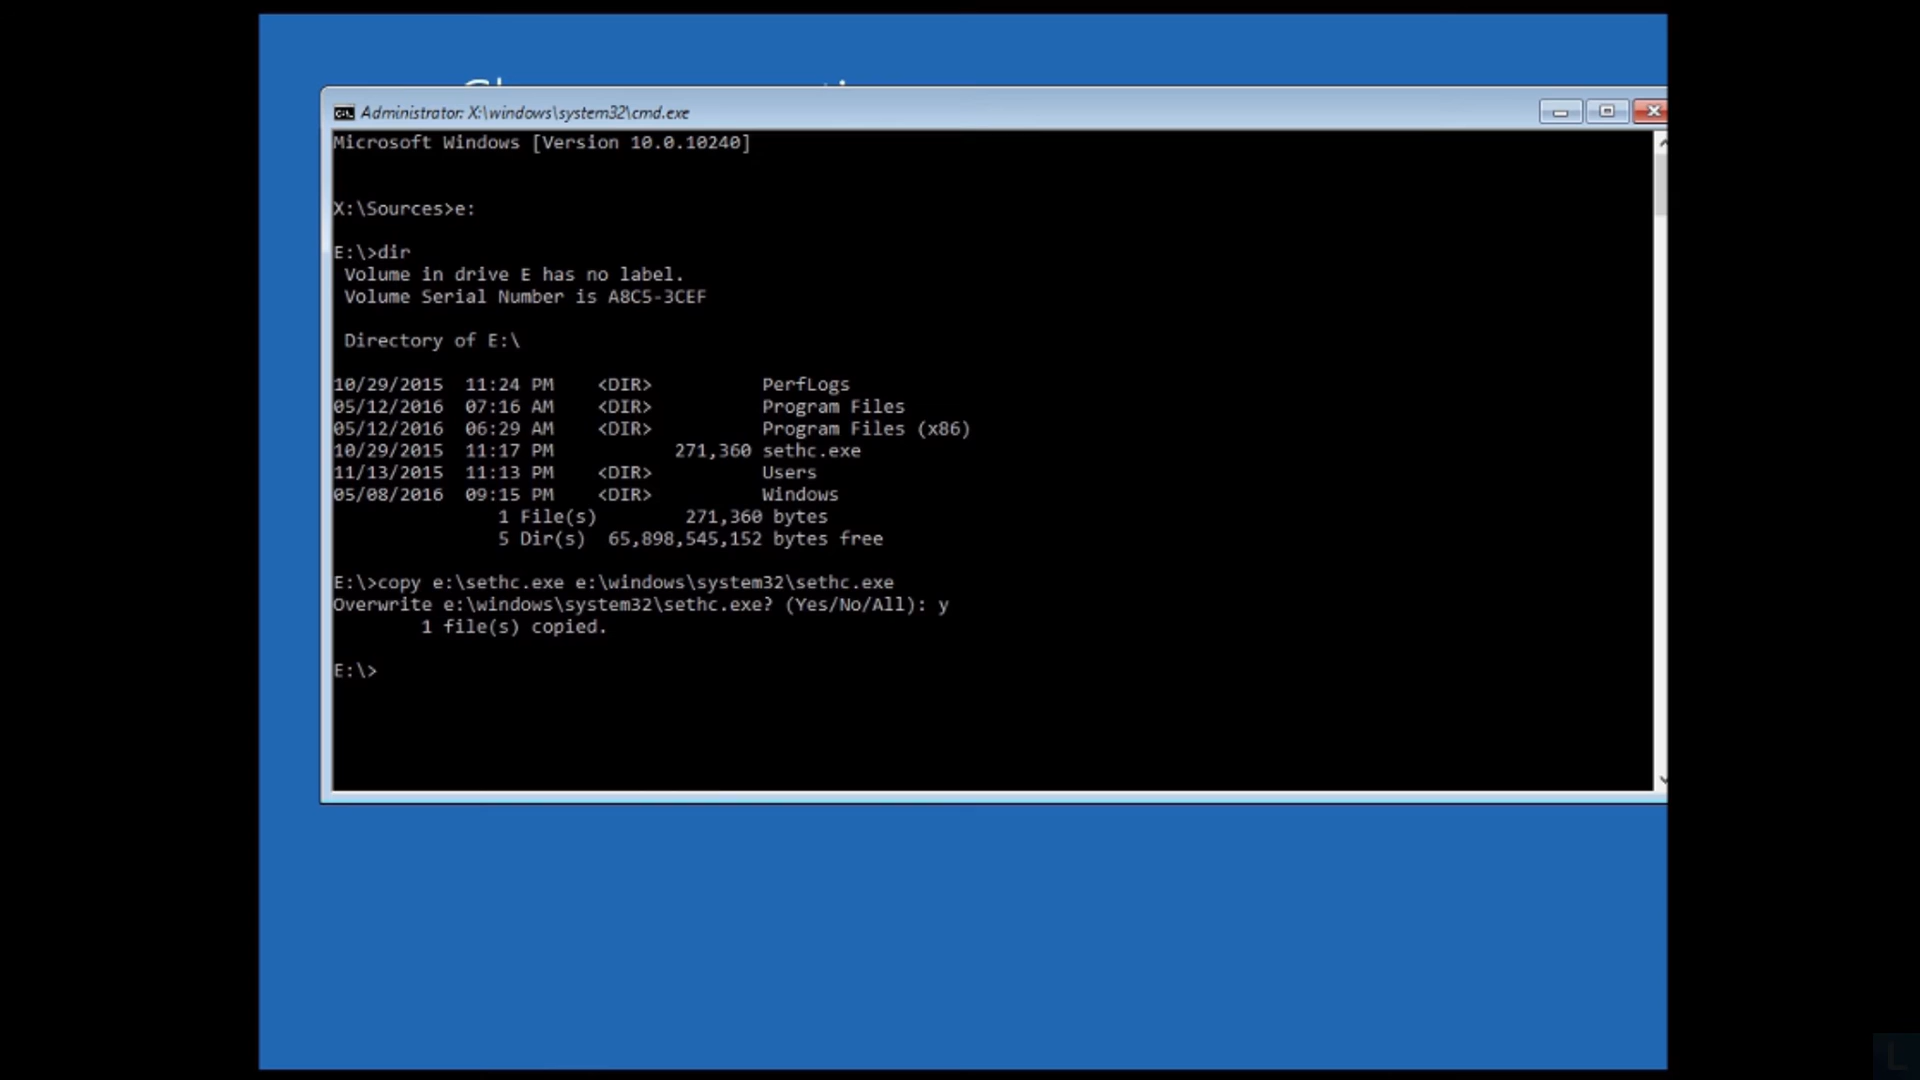 Administrator: X:\windows\system32\cmd.exe
Microsoft Windows [Version 10.0.10240]
X:\Sources>e:
E:\>dir
Volume in drive E has no label.
Volume Serial Number is A8C5-3CEF
Directory of E:\
10/29/2015 11:24 PM <DIR> PerfLogs
05/12/2016 07:16 AM <DIR> Program Files
05/12/2016 06:29 AM <DIR> Program Files (x86)
10/29/2015 11:17 PM 271,360 sethc.exe
11/13/2015 11:13 PM <DIR> Users
05/08/2016 09:15 PM <DIR> Windows
1 File(s) 271,360 bytes
5 Dir(s) 65,898,545,152 bytes free
E:\>copy e:\sethc.exe e:\windows\system32\sethc.exe
Overwrite e:\windows\system32\sethc.exe? (Yes/No/All): y
1 file(s) copied.
E:\>